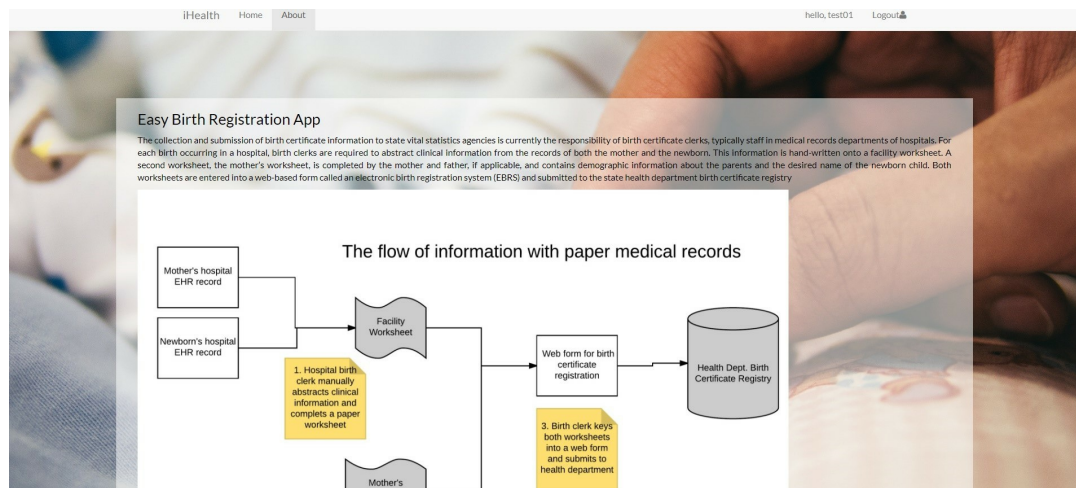 iHealth Home About hello, test01 Logout
Easy Birth Registration App
The collection and submission of birth certificate information to state vital statistics agencies is currently the responsibility of birth certificate clerks, typically staff in medical records departments of hospitals. For
each birth occurring in a hospital, birth clerks are required to abstract clinical information from the records of both the mother and the newborn. This information is hand-written onto a facility worksheet. A
second worksheet, the mother's worksheet, is completed by the mother and father, if applicable, and contains demographic information about the parents and the desired name of the newborn child. Both
worksheets are entered into a web-based form called an electronic birth registration system (EBRS) and submitted to the state health department birth certificate registry
The flow of information with paper medical records
Mother's hospital
EHR record
Newborn's hospital
EHR record
Facility
Worksheet
1. Hospital birth
clerk manually
abstracts clinical
information and
complets a paper
worksheet
Web form for birth
certificate
registration
Health Dept. Birth
Certificate Registry
3. Birth clerk keys
both worksheets
into a web form
and submits to
health department
Mother's